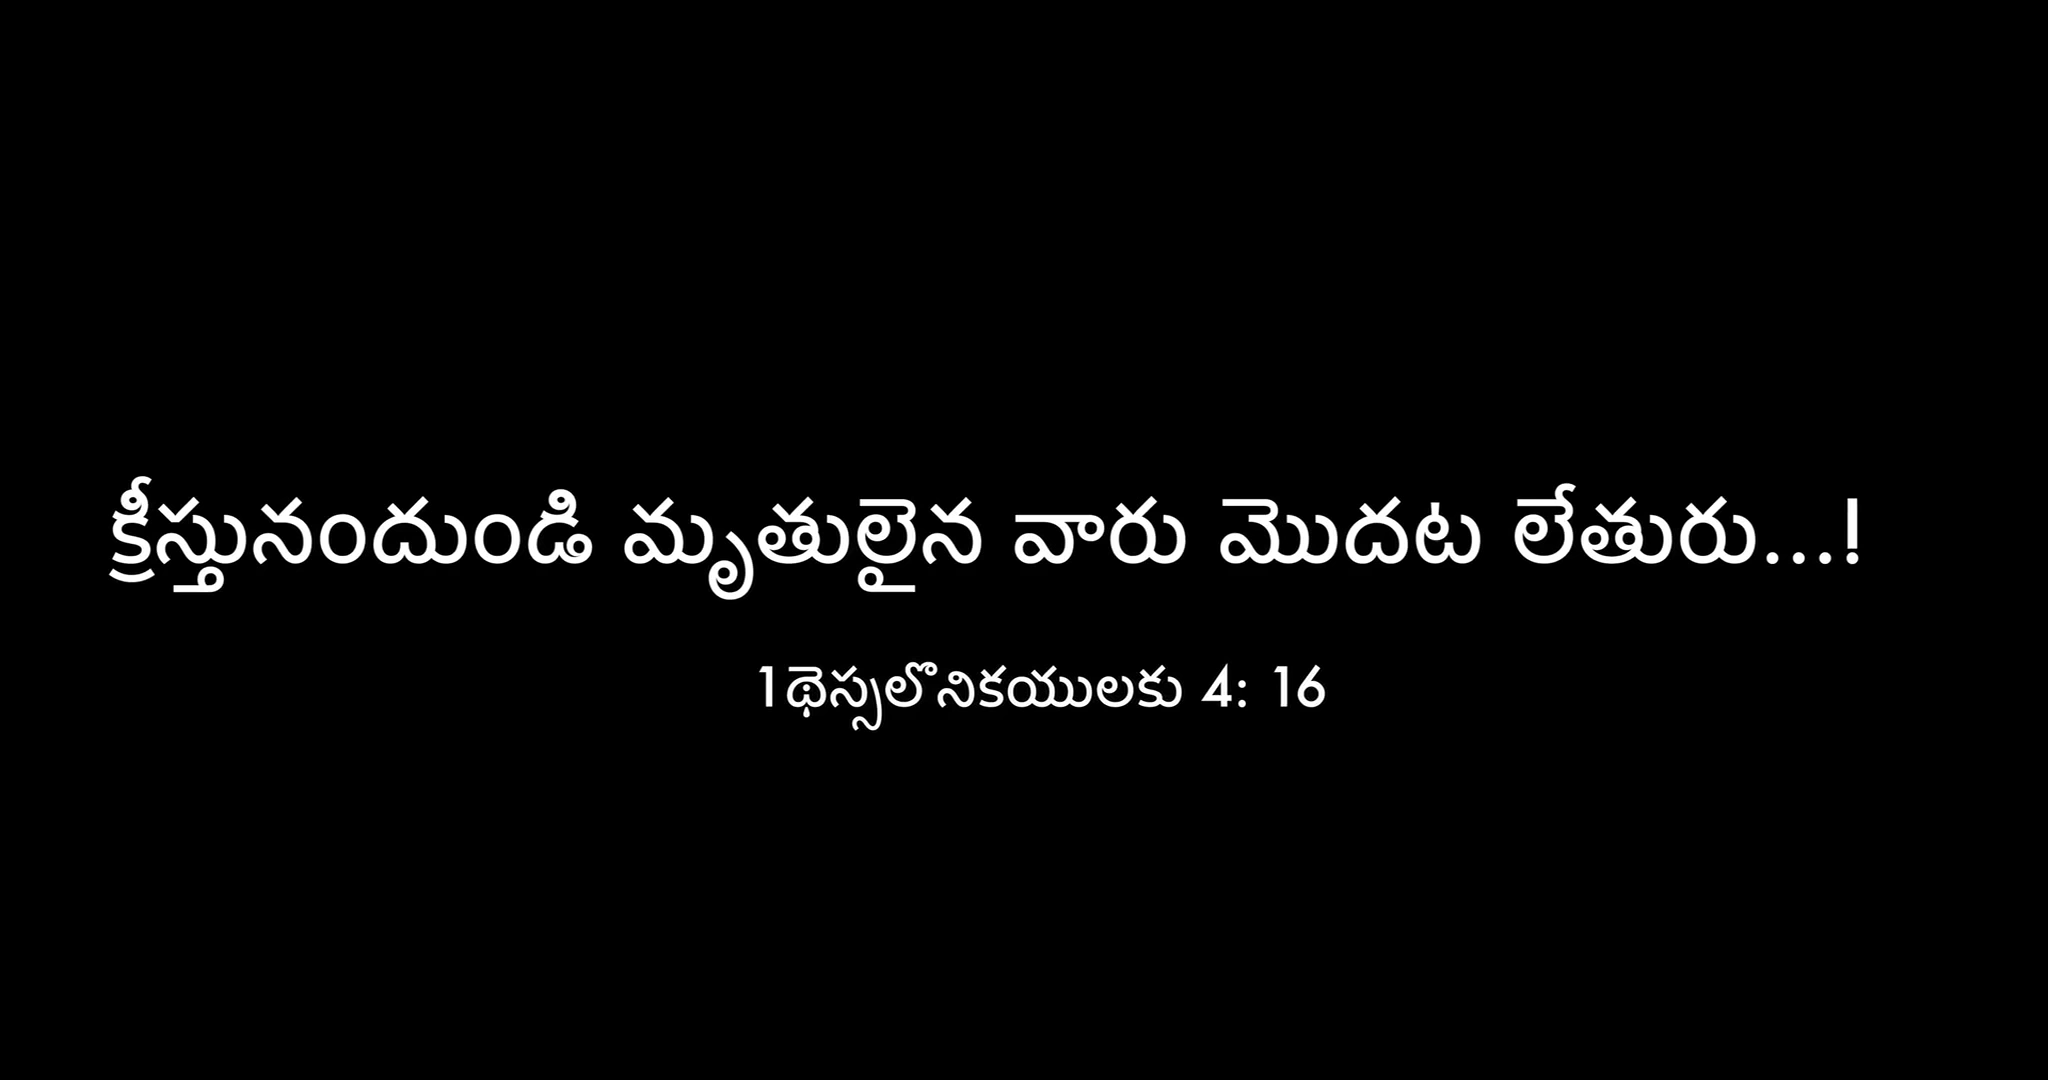 క్రీస్తునందుండి మృతులైన వారు మొదట లేతురు...!
1థెస్సలొనికయులకు 4: 16